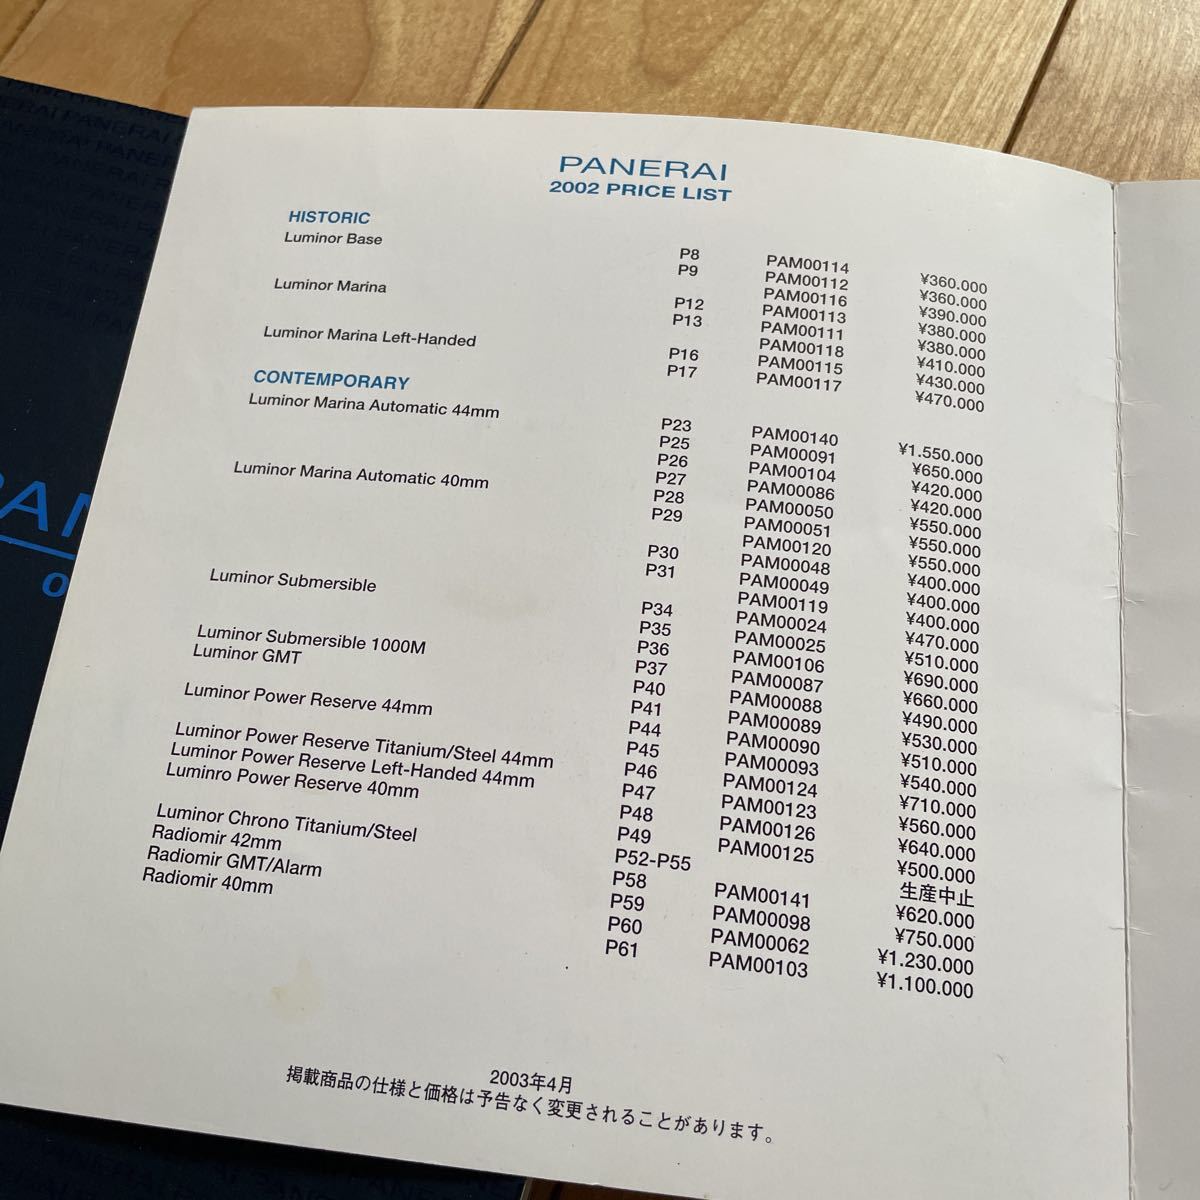 PANERAI
2002 PRICE LIST
HISTORIC
Luminor Base P8 PAM00114 ¥360.000
P9 PAM00112 ¥360.000
PAM00116 ¥390.000
Luminor Marina P12 PAM00113 ¥380.000
P13 PAM00111 ¥380.000
PAM00118 ¥410.000
Luminor Marina Left-Handed P16 PAM00115 ¥430.000
P17 PAM00117 ¥470.000
CONTEMPORARY
Luminor Marina Automatic 44mm P23 PAM00140 ¥1.550.000
P25 PAM00091 ¥650.000
P26 PAM00104 ¥420.000
P27 PAM00086 ¥420.000
Luminor Marina Automatic 40mm P28 PAM00050 ¥550.000
P29 PAM00051 ¥550.000
PAM00120 ¥550.000
P30 PAM00048 ¥400.000
P31 PAM00049 ¥400.000
PAM00119 ¥400.000
Luminor Submersible P34 PAM00024 ¥470.000
P35 PAM00025 ¥510.000
P36 PAM00106 ¥690.000
Luminor Submersible 1000M P37 PAM00087 ¥660.000
Luminor GMT P40 PAM00088 ¥490.000
P41 PAM00089 ¥530.000
Luminor Power Reserve 44mm P44 PAM00090 ¥510.000
P45 PAM00093 ¥540.000
Luminor Power Reserve Titanium/Steel 44mm P46 PAM00124 ¥710.000
Luminor Power Reserve Left-Handed 44mm P47 PAM00123 ¥560.000
Luminro Power Reserve 40mm P48 PAM00126 ¥640.000
P49 PAM00125 ¥500.000
Luminor Chrono Titanium/Steel P52-P55 生産中止
Radiomir 42mm P58 PAM00141 ¥620.000
Radiomir GMT/Alarm P59 PAM00098 ¥750.000
Radiomir 40mm P60 PAM00062 ¥1.230.000
P61 PAM00103 ¥1.100.000
2003年4月
掲載商品の仕様と価格は予告なく変更されることがあります。